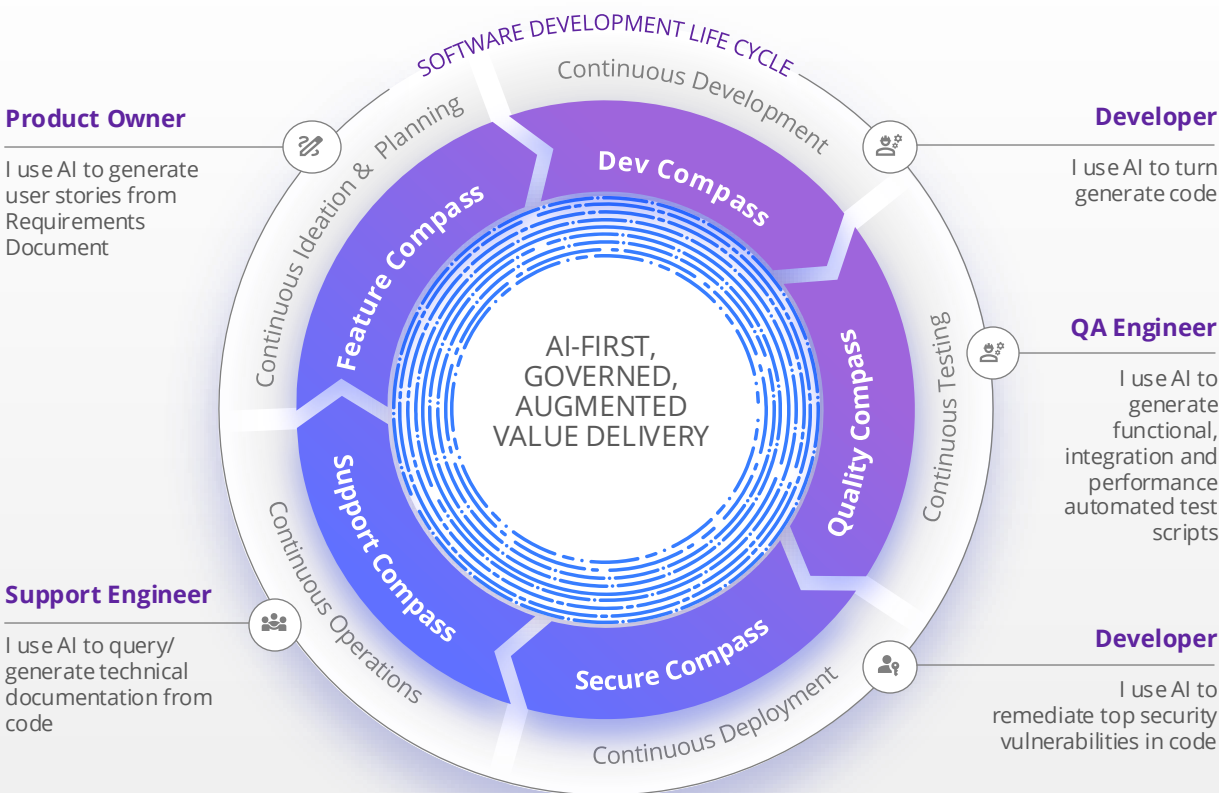 SOFTWARE DEVELOPMENT LIFE CYCLE
Continuous Ideation & Planning
Continuous Development
Continuous Testing
Continuous Deployment
Continuous Operations
Feature Compass
Dev Compass
Quality Compass
Secure Compass
Support Compass
AI-FIRST,
GOVERNED,
AUGMENTED
VALUE DELIVERY
Product Owner
I use AI to generate
user stories from
Requirements
Document
Developer
I use AI to turn
generate code
QA Engineer
I use AI to
generate
functional,
integration and
performance
automated test
scripts
Developer
I use AI to
remediate top security
vulnerabilities in code
Support Engineer
I use AI to query/
generate technical
documentation from
code